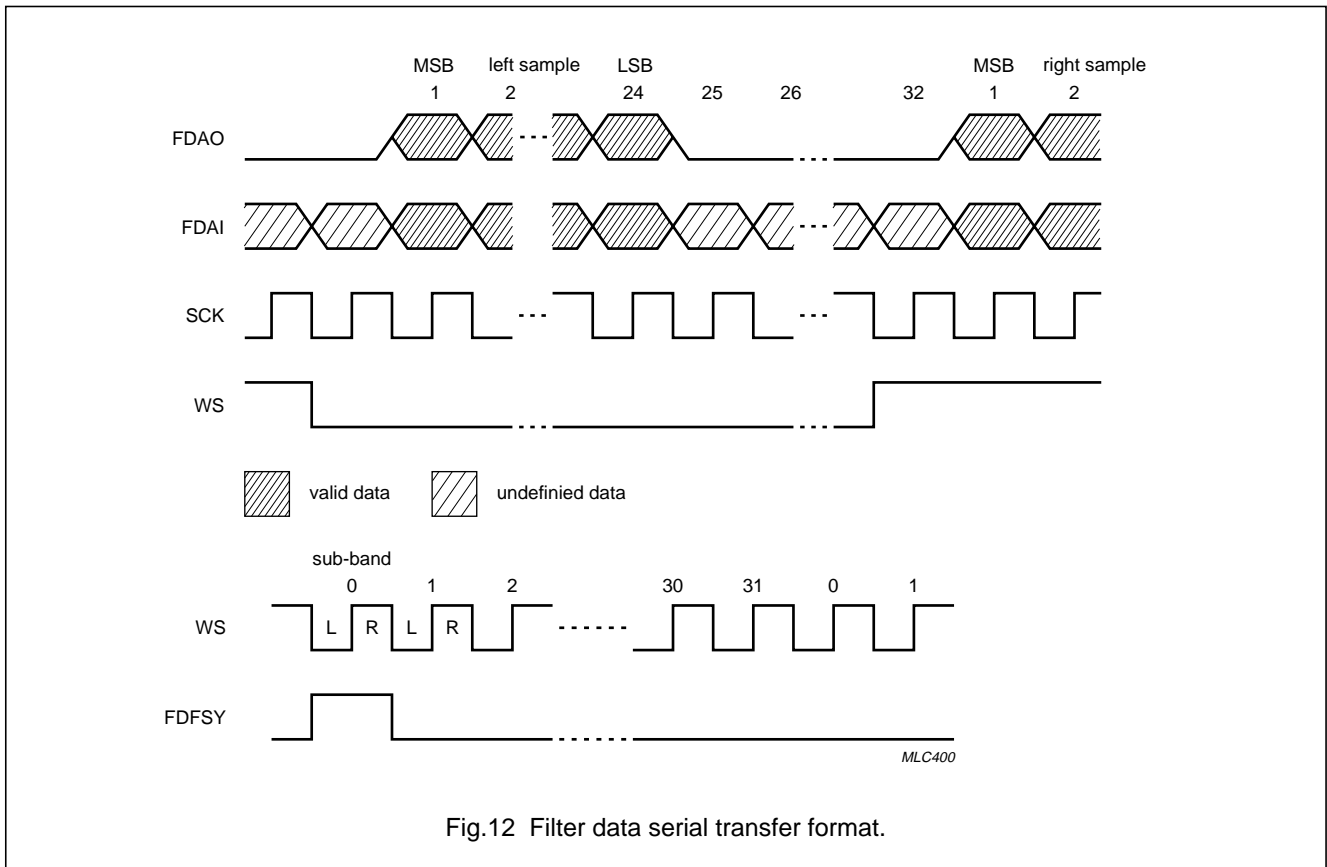 MSB left sample LSB MSB right sample
1 2 24 25 26 32 1 2
FDAO
FDAI
SCK
WS
valid data undefinied data
sub-band
0 1 2 30 31 0 1
WS L R L R
FDFSY
MLC400
Fig.12 Filter data serial transfer format.